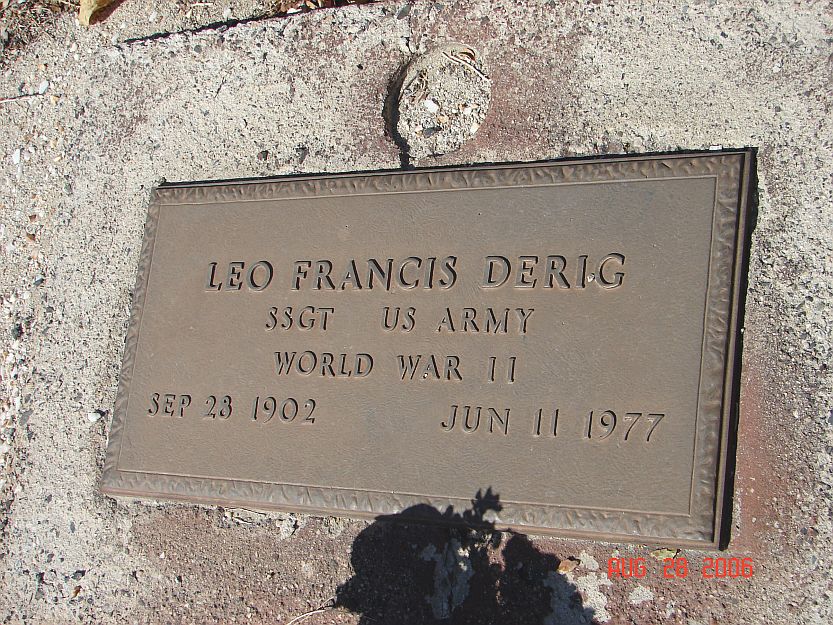 LEO FRANCIS DERIG
SSGT US ARMY
WORLD WAR II
SEP 28 1902 JUN 11 1977
AUG 28 2006